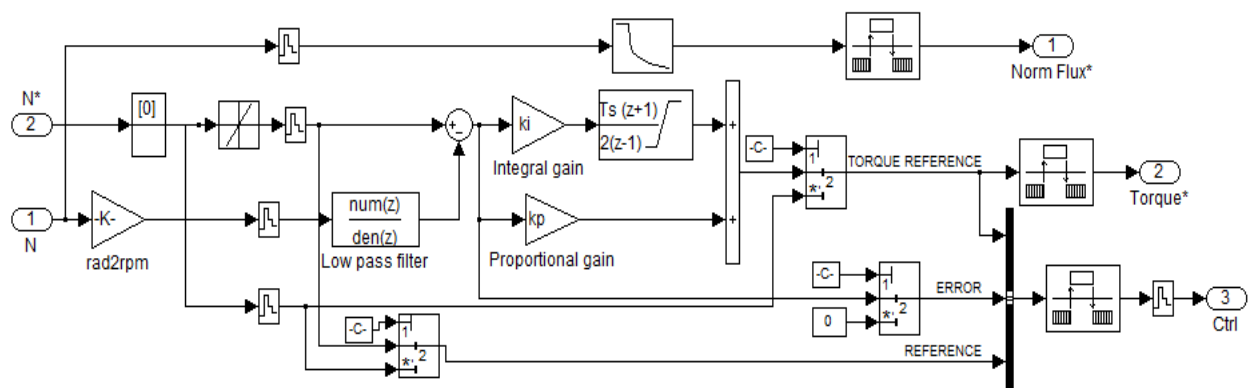 1
Norm Flux*
N*
2
[0]
ki
Integral gain
Ts (z+1)
2(z-1)
+
-C-
1
2
*,
TORQUE REFERENCE
2
Torque*
1
N
-K-
rad2rpm
num(z)
den(z)
Low pass filter
+
-
kp
Proportional gain
+
-C-
1
2
*,
0
ERROR
3
Ctrl
-C-
1
2
*,
REFERENCE